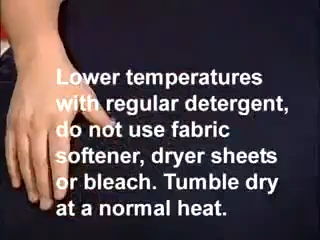 Lower temperatures
with regular detergent,
do not use fabric
softener, dryer sheets
or bleach. Tumble dry
at a normal heat.